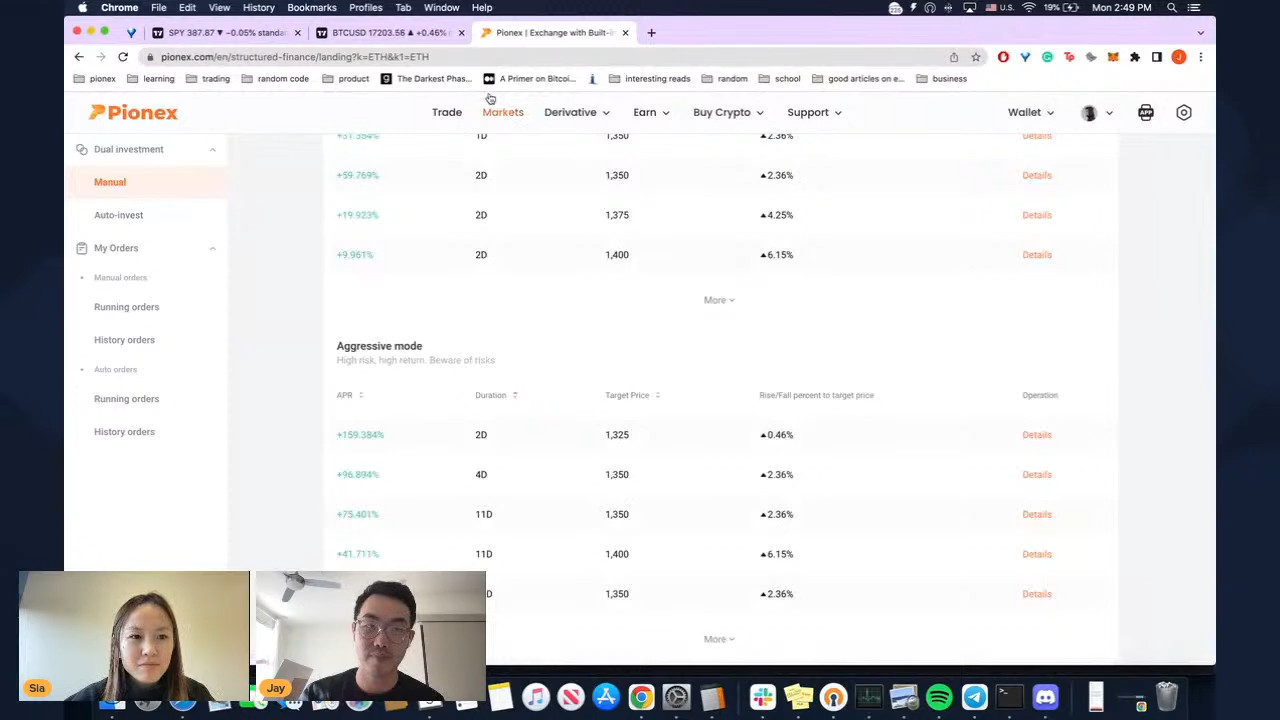 Chrome File Edit View History Bookmarks Profiles Tab Window Help U.S. 19% Mon 2:49 PM
SPY 387.87 ▼ −0.05% standa BTCUSD 17203.56 ▲ +0.46% Pionex | Exchange with Built-i
pionex.com/en/structured-finance/landing?k=ETH&k1=ETH
pionex learning trading random code product The Darkest Phas... A Primer on Bitcoi... interesting reads random school good articles on e... business
Pionex Trade Markets Derivative Earn Buy Crypto Support Wallet APP
Dual investment
Manual
Auto-invest
My Orders
Manual orders
Running orders
History orders
Auto orders
Running orders
History orders
1D 1,350 ▲2.36% Details
+59.769% 2D 1,350 ▲2.36% Details
+19.923% 2D 1,375 ▲4.25% Details
+9.961% 2D 1,400 ▲6.15% Details
More
Aggressive mode
High risk, high return. Beware of risks
APR Duration Target Price Rise/Fall percent to target price Operation
+159.384% 2D 1,325 ▲0.46% Details
+96.894% 4D 1,350 ▲2.36% Details
+75.401% 11D 1,350 ▲2.36% Details
+41.711% 11D 1,400 ▲6.15% Details
1,350 ▲2.36% Details
More
Sia
Jay